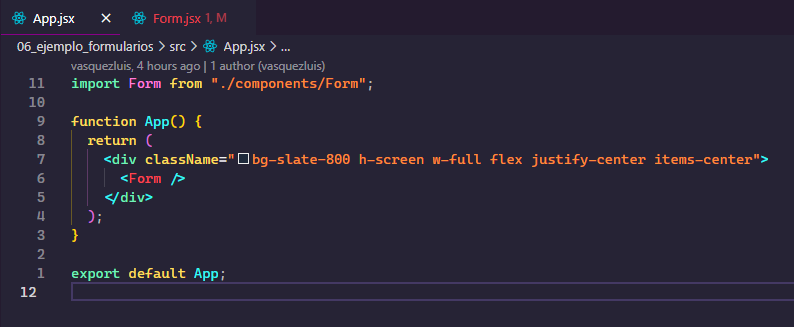 App.jsx × Form.jsx 1, M
06_ejemplo_formularios > src > App.jsx > ...
vasquezluis, 4 hours ago | 1 author (vasquezluis)
11 import Form from "./components/Form";
10
9 function App() {
8 return (
7 <div className="bg-slate-800 h-screen w-full flex justify-center items-center">
6 <Form />
5 </div>
4 );
3 }
2
1 export default App;
12